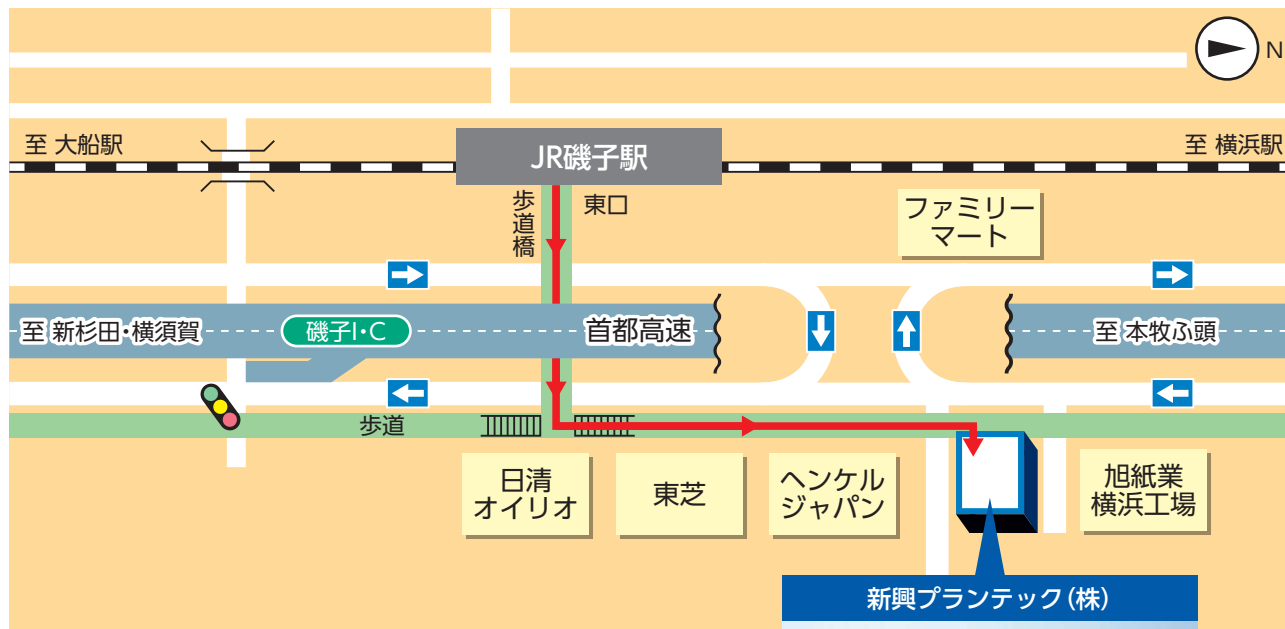 N
至 大船駅
JR磯子駅
至 横浜駅
歩道橋
東口
ファミリー
マート
至 新杉田・横須賀
磯子I・C
首都高速
至 本牧ふ頭
歩道
日清
オイリオ
東芝
ヘンケル
ジャパン
旭紙業
横浜工場
新興プランテック(株)